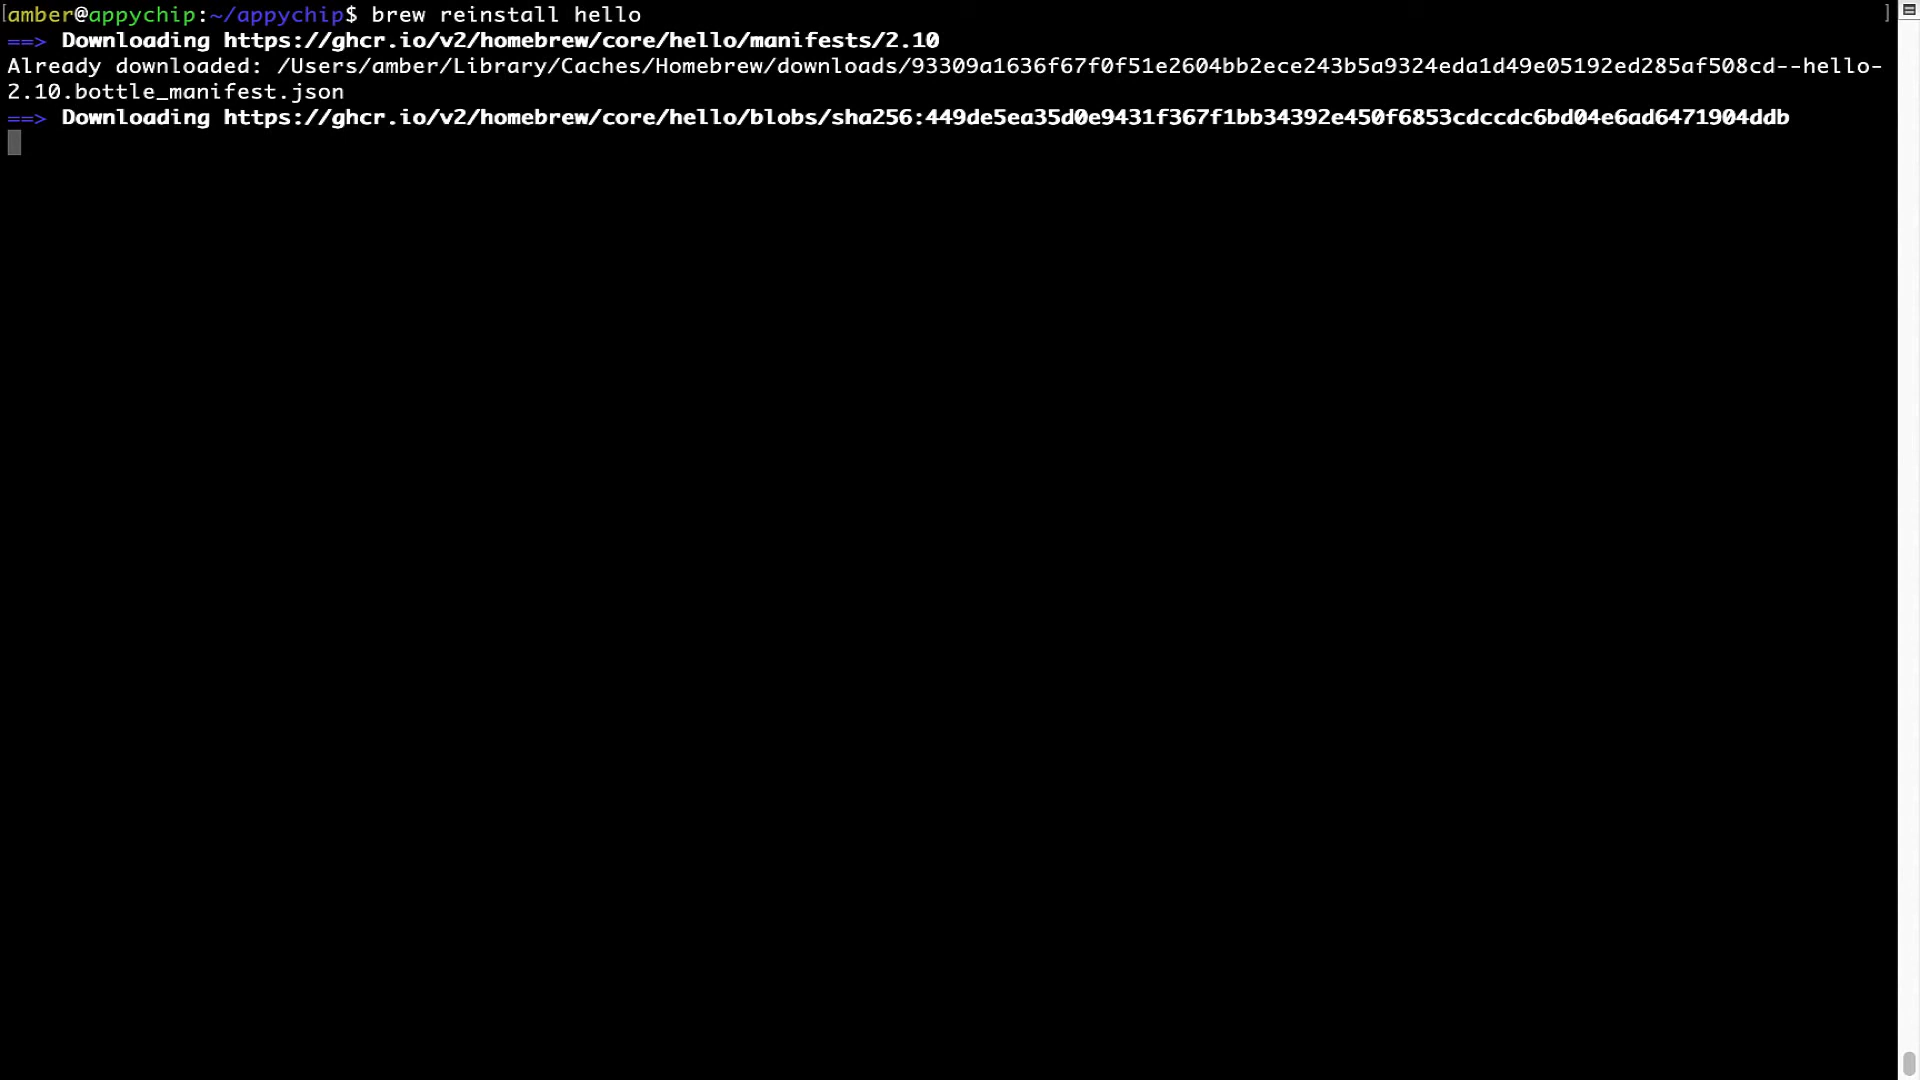 [amber@appychip:~/appychip$ brew reinstall hello ]
==> Downloading https://ghcr.io/v2/homebrew/core/hello/manifests/2.10
Already downloaded: /Users/amber/Library/Caches/Homebrew/downloads/93309a1636f67f0f51e2604bb2ece243b5a9324eda1d49e05192ed285af508cd--hello-
2.10.bottle_manifest.json
==> Downloading https://ghcr.io/v2/homebrew/core/hello/blobs/sha256:449de5ea35d0e9431f367f1bb34392e450f6853cdccdc6bd04e6ad6471904ddb